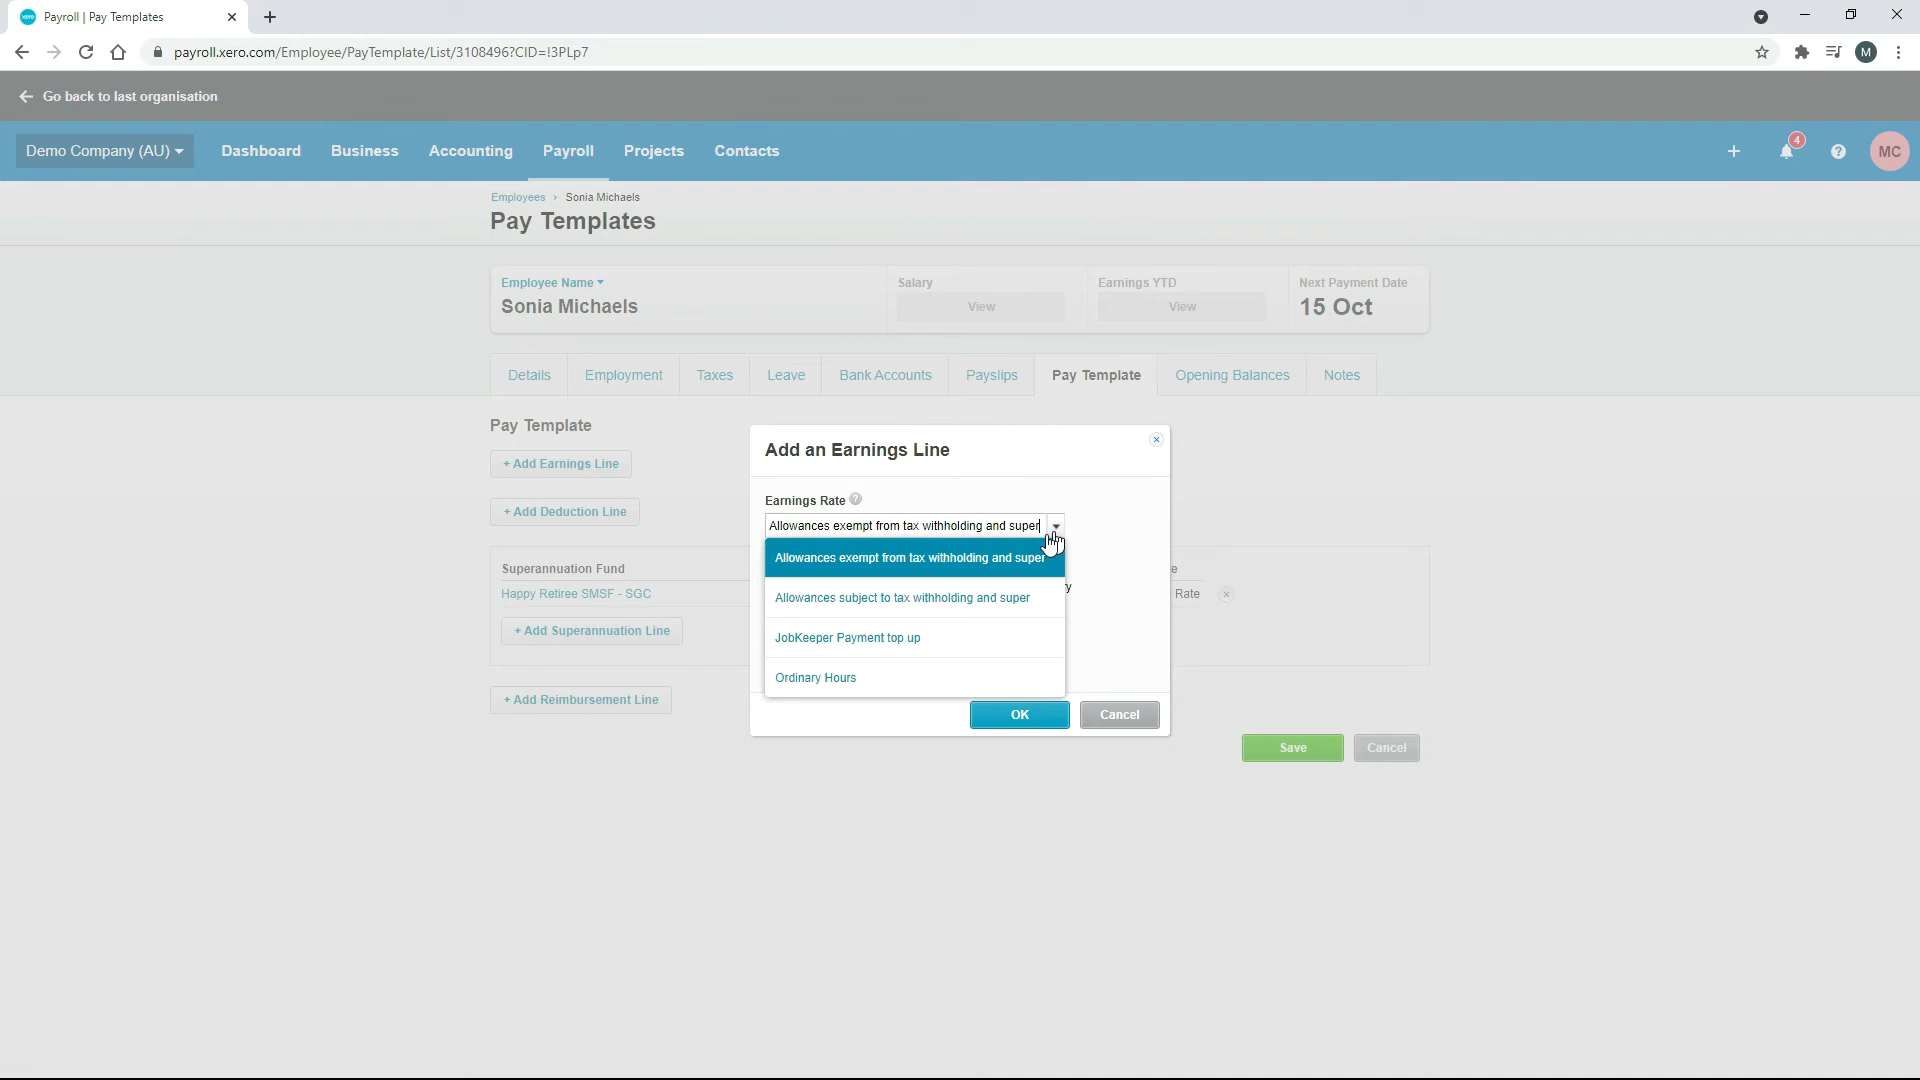 Payroll | Pay Templates
payroll.xero.com/Employee/PayTemplate/List/3108496?CID=!3PLp7
M
Go back to last organisation
Demo Company (AU) Dashboard Business Accounting Payroll Projects Contacts + 4 ? MC
Employees > Sonia Michaels
Pay Templates
Employee Name Salary Earnings YTD Next Payment Date
Sonia Michaels View View 15 Oct
Details Employment Taxes Leave Bank Accounts Payslips Pay Template Opening Balances Notes
Pay Template
+ Add Earnings Line
+ Add Deduction Line
Superannuation Fund e
Happy Retiree SMSF - SGC Rate
+ Add Superannuation Line
+ Add Reimbursement Line
Add an Earnings Line
Earnings Rate ?
Allowances exempt from tax withholding and super
Allowances exempt from tax withholding and super
y
Allowances subject to tax withholding and super
JobKeeper Payment top up
Ordinary Hours
OK Cancel
Save Cancel